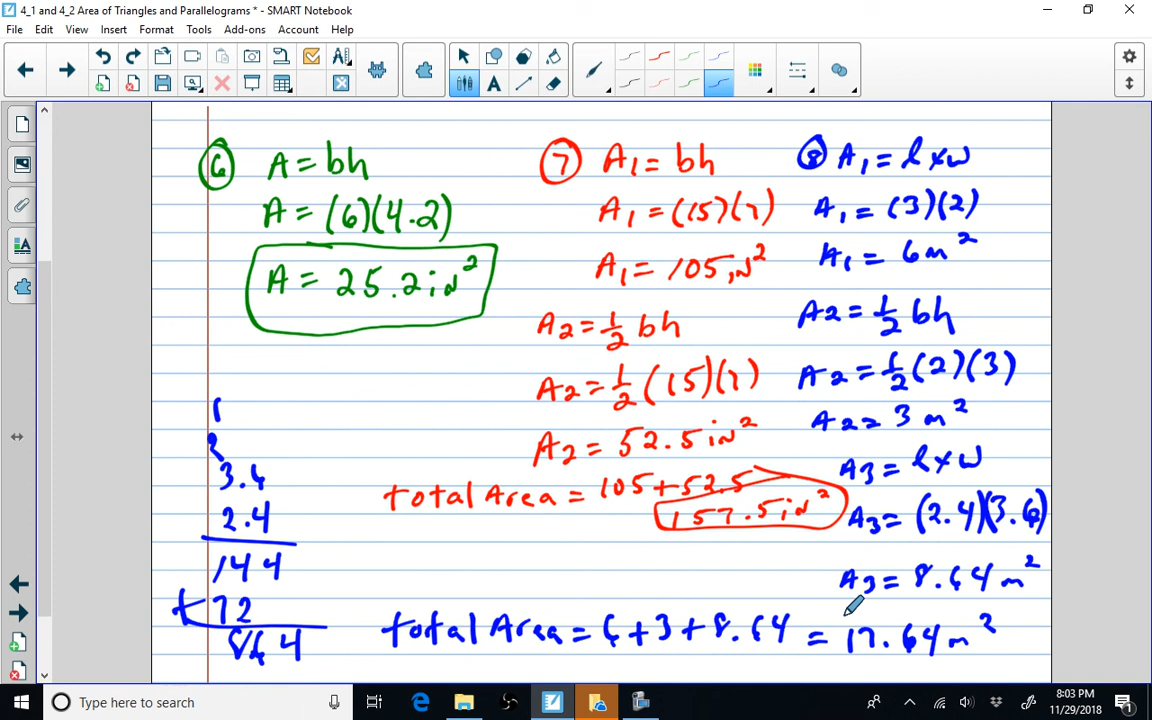 4_1 and 4_2 Area of Triangles and Parallelograms * - SMART Notebook
File Edit View Insert Format Tools Add-ons Account Help
6 A = bh
A = (6)(4.2)
A = 25.2 in²
7 A1 = bh
A1 = (15)(7)
A1 = 105 in²
A2 = 1/2 bh
A2 = 1/2 (15)(7)
A2 = 52.5 in²
total Area = 105 + 52.5
157.5 in²
8 A1 = l x w
A1 = (3)(2)
A1 = 6 m²
A2 = 1/2 bh
A2 = 1/2 (2)(3)
A2 = 3 m²
A3 = l x w
A3 = (2.4)(3.6)
A3 = 8.64 m²
1
2
3.6
2.4
144
+ 72
864
total Area = 6 + 3 + 8.64 = 17.64 m²
Type here to search
8:03 PM
11/29/2018
1